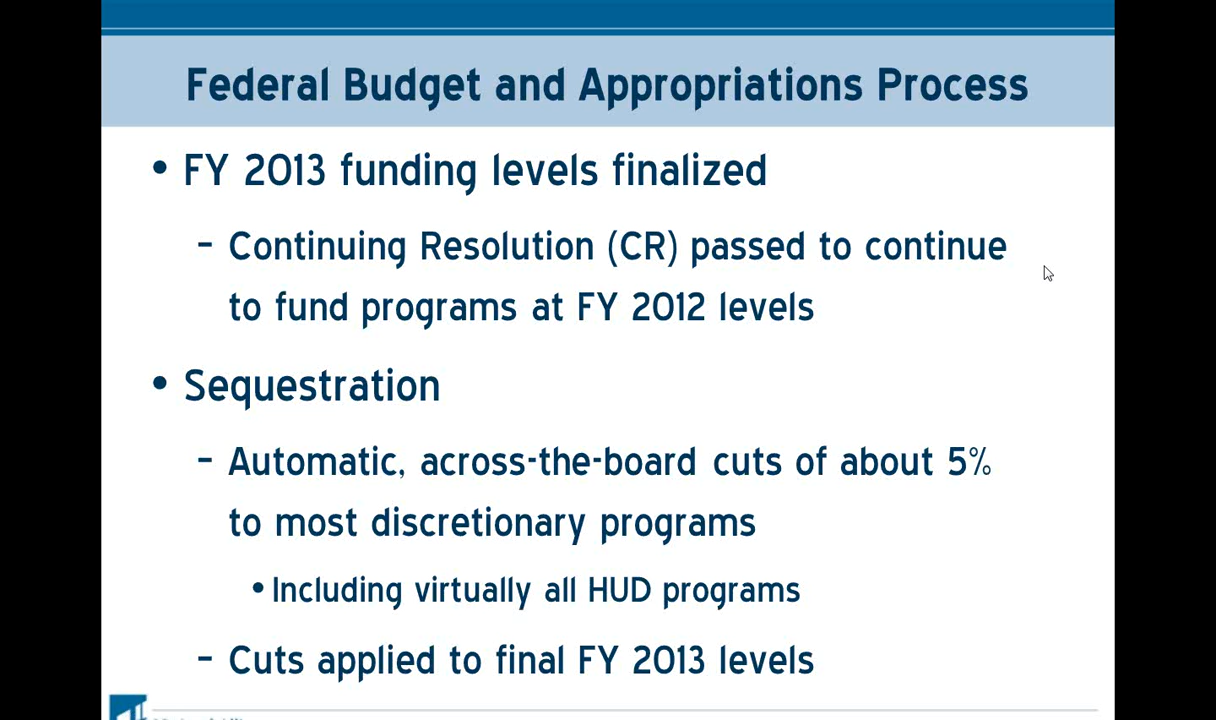 Federal Budget and Appropriations Process
• FY 2013 funding levels finalized
– Continuing Resolution (CR) passed to continue
to fund programs at FY 2012 levels
• Sequestration
– Automatic, across-the-board cuts of about 5%
to most discretionary programs
• Including virtually all HUD programs
– Cuts applied to final FY 2013 levels